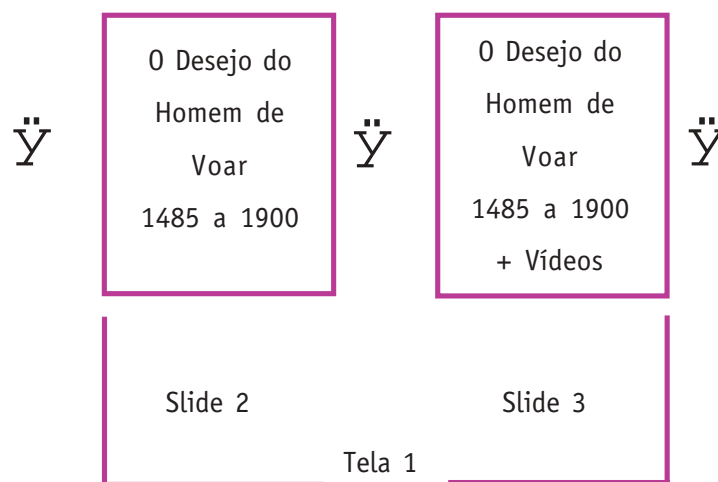 O Desejo do
Homem de
Voar
1485 a 1900
Ÿ
Ÿ
O Desejo do
Homem de
Voar
1485 a 1900
+ Vídeos
Ÿ
Slide 2
Slide 3
Tela 1